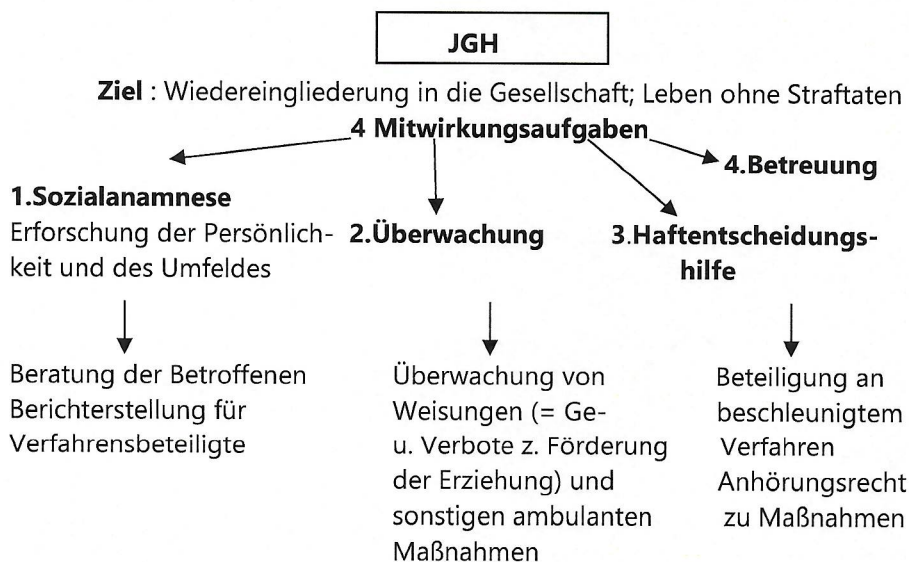 JGH
Ziel : Wiedereingliederung in die Gesellschaft; Leben ohne Straftaten
4 Mitwirkungsaufgaben
1.Sozialanamnese
Erforschung der Persönlich-
keit und des Umfeldes
Beratung der Betroffenen
Berichterstellung für
Verfahrensbeteiligte
2.Überwachung
Überwachung von
Weisungen (= Ge-
u. Verbote z. Förderung
der Erziehung) und
sonstigen ambulanten
Maßnahmen
3.Haftentscheidungs-
hilfe
Beteiligung an
beschleunigtem
Verfahren
Anhörungsrecht
zu Maßnahmen
4.Betreuung